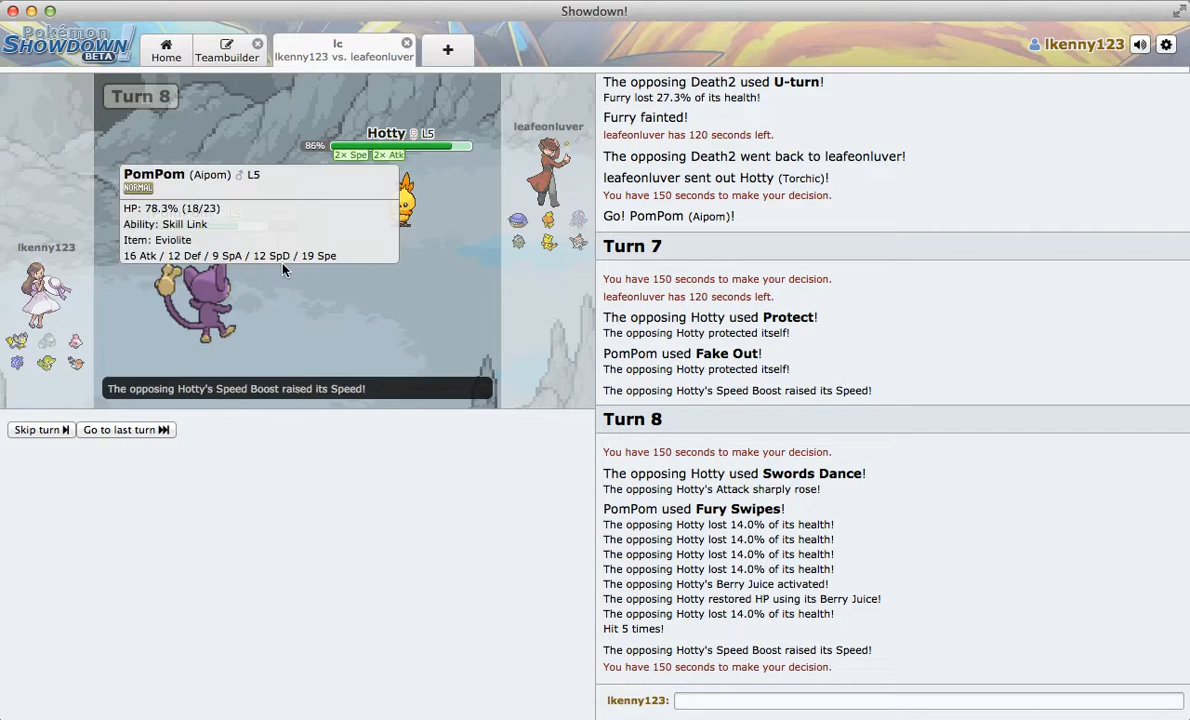 Showdown!
Pokémon
SHOWDOWN!
BETA
Home
Teambuilder
lc
lkenny123 vs. leafeonluver
+
lkenny123
Turn 8
Hotty L5
86%
2× Spe 2× Atk
PomPom (Aipom) ♂ L5
NORMAL
HP: 78.3% (18/23)
Ability: Skill Link
Item: Eviolite
16 Atk / 12 Def / 9 SpA / 12 SpD / 19 Spe
lkenny123
leafeonluver
The opposing Hotty's Speed Boost raised its Speed!
Skip turn
Go to last turn
The opposing Death2 used U-turn!
Furry lost 27.3% of its health!
Furry fainted!
leafeonluver has 120 seconds left.
The opposing Death2 went back to leafeonluver!
leafeonluver sent out Hotty (Torchic)!
You have 150 seconds to make your decision.
Go! PomPom (Aipom)!
Turn 7
You have 150 seconds to make your decision.
leafeonluver has 120 seconds left.
The opposing Hotty used Protect!
The opposing Hotty protected itself!
PomPom used Fake Out!
The opposing Hotty protected itself!
The opposing Hotty's Speed Boost raised its Speed!
Turn 8
You have 150 seconds to make your decision.
The opposing Hotty used Swords Dance!
The opposing Hotty's Attack sharply rose!
PomPom used Fury Swipes!
The opposing Hotty lost 14.0% of its health!
The opposing Hotty lost 14.0% of its health!
The opposing Hotty lost 14.0% of its health!
The opposing Hotty lost 14.0% of its health!
The opposing Hotty's Berry Juice activated!
The opposing Hotty restored HP using its Berry Juice!
The opposing Hotty lost 14.0% of its health!
Hit 5 times!
The opposing Hotty's Speed Boost raised its Speed!
You have 150 seconds to make your decision.
lkenny123: